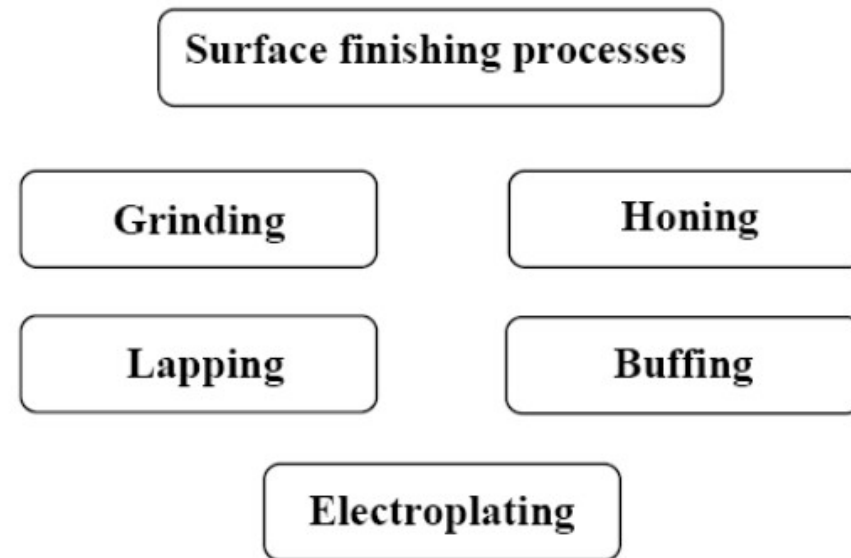 Surface finishing processes
Grinding
Honing
Lapping
Buffing
Electroplating